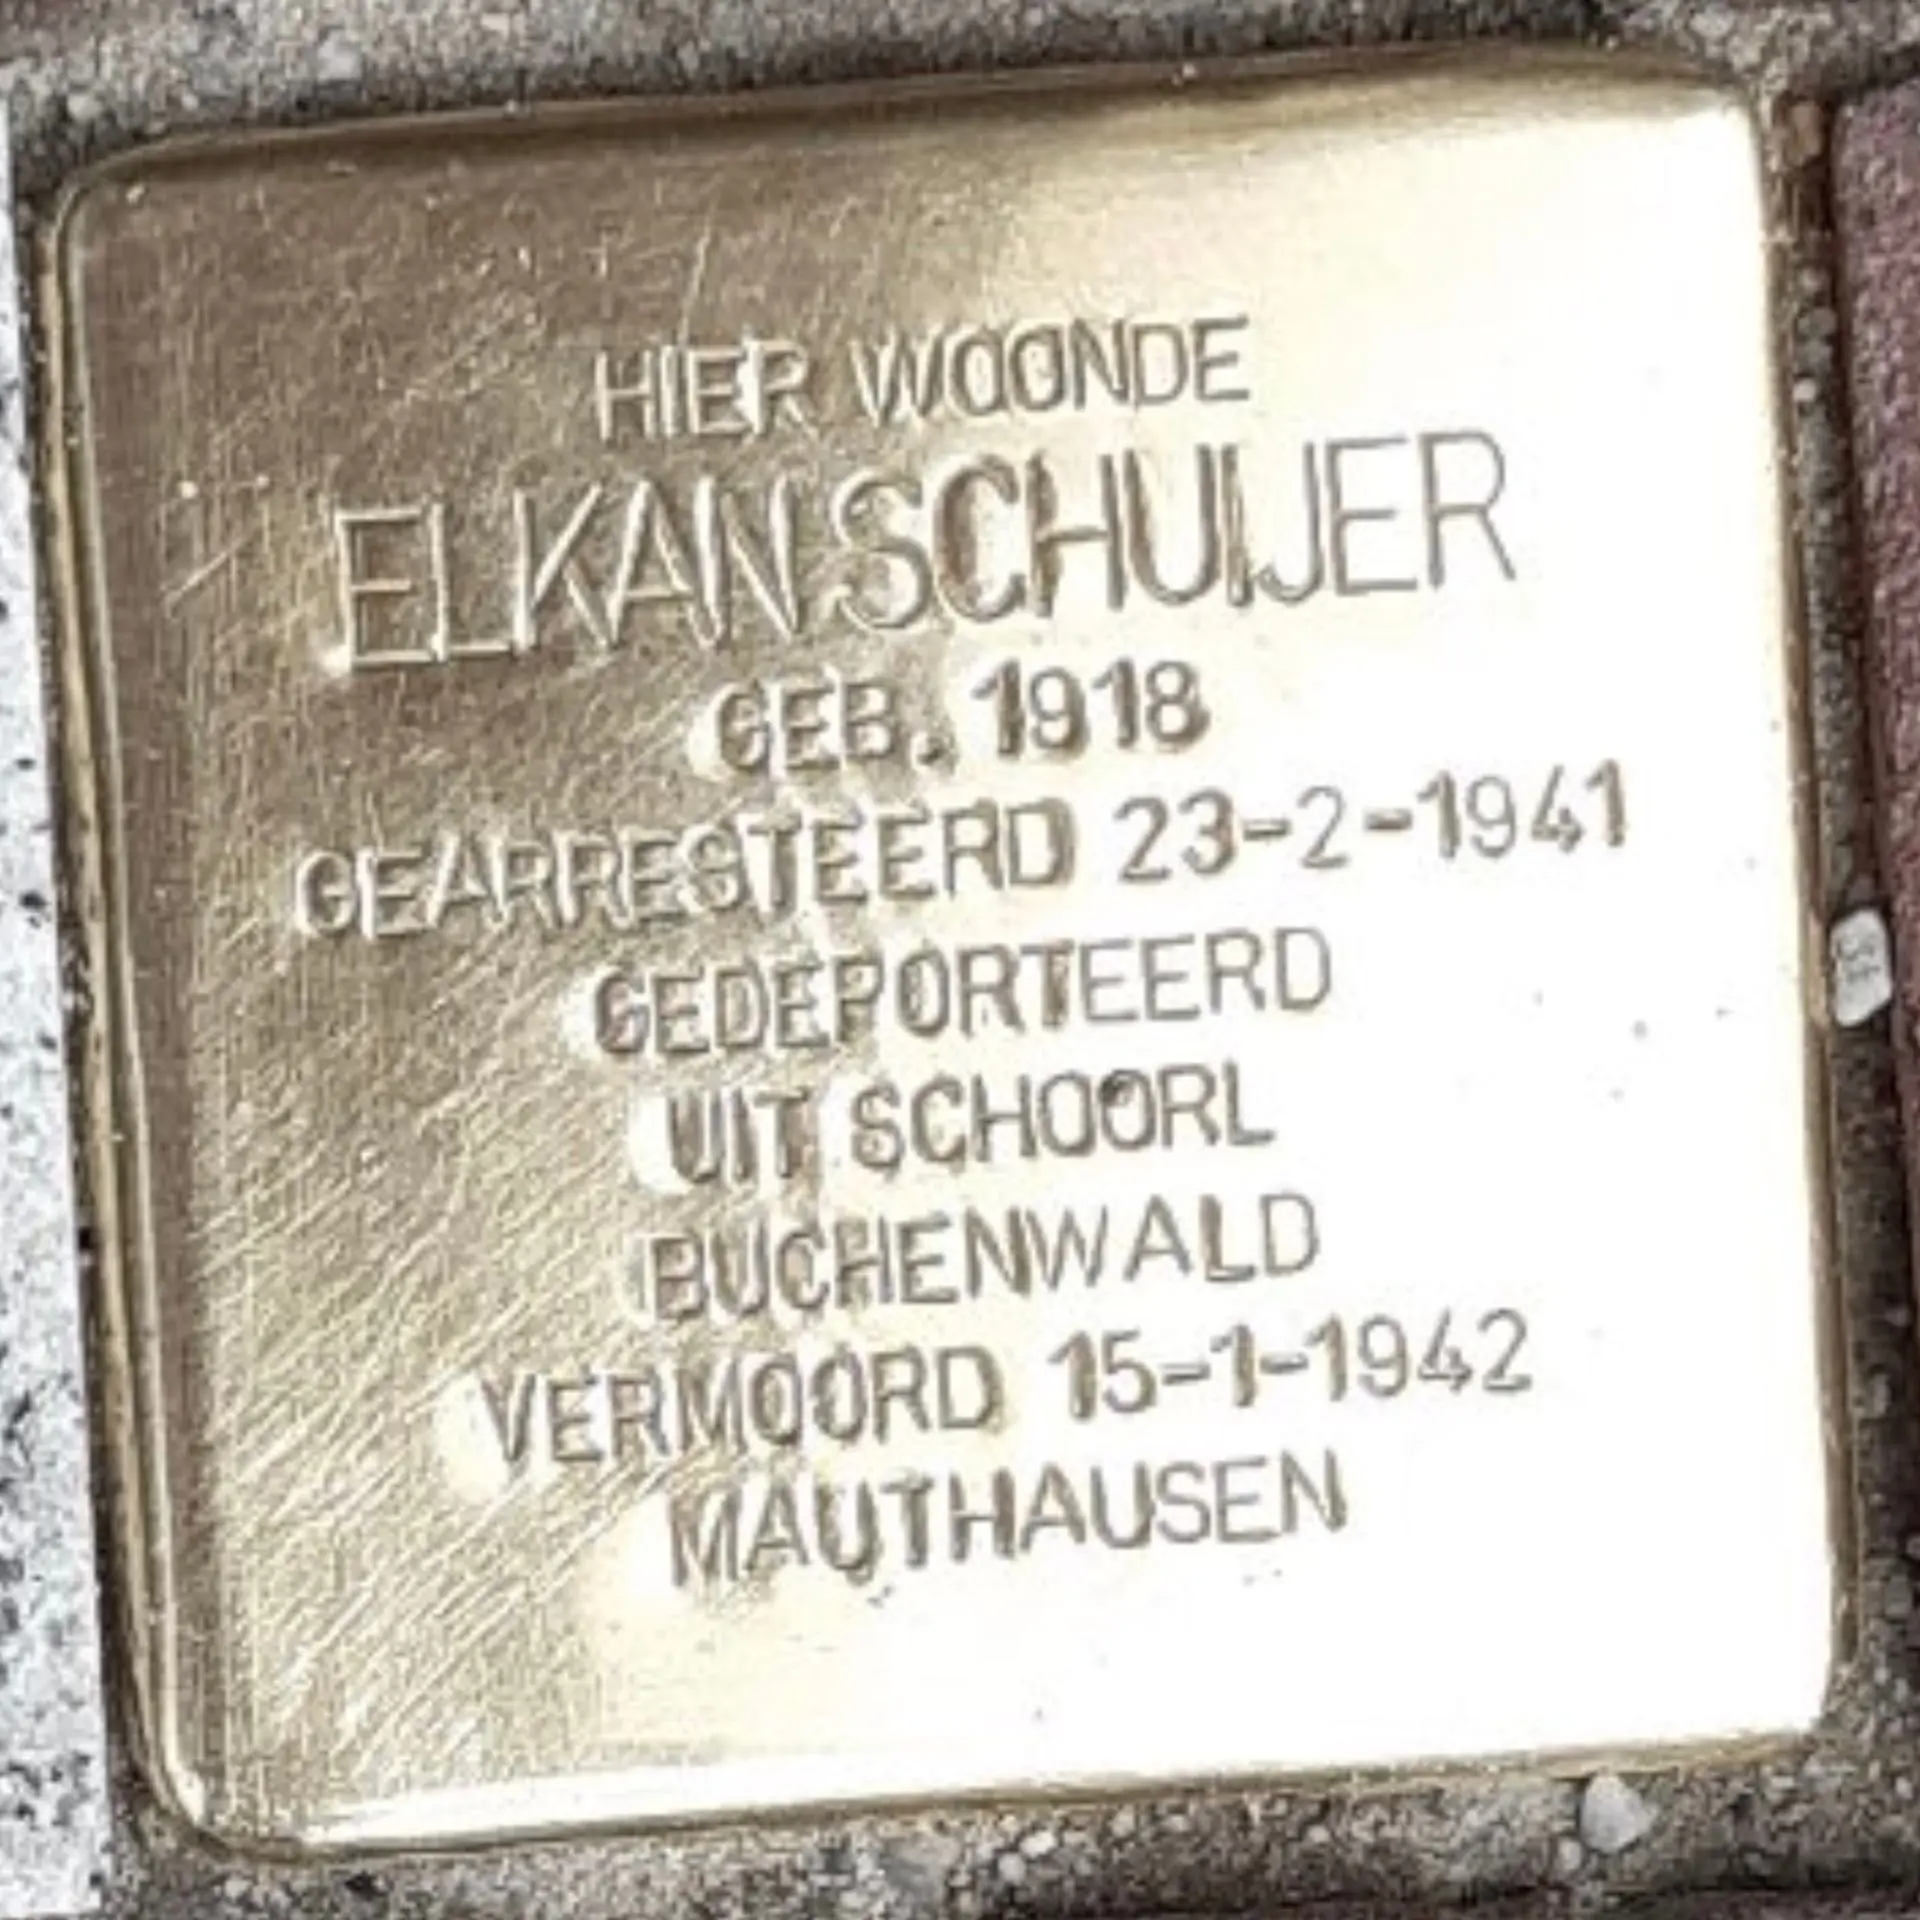 HIER WOONDE
ELKAN SCHUIJER
GEB. 1918
GEARRESTEERD 23-2-1941
GEDEPORTEERD
UIT SCHOORL
BUCHENWALD
VERMOORD 15-1-1942
MAUTHAUSEN